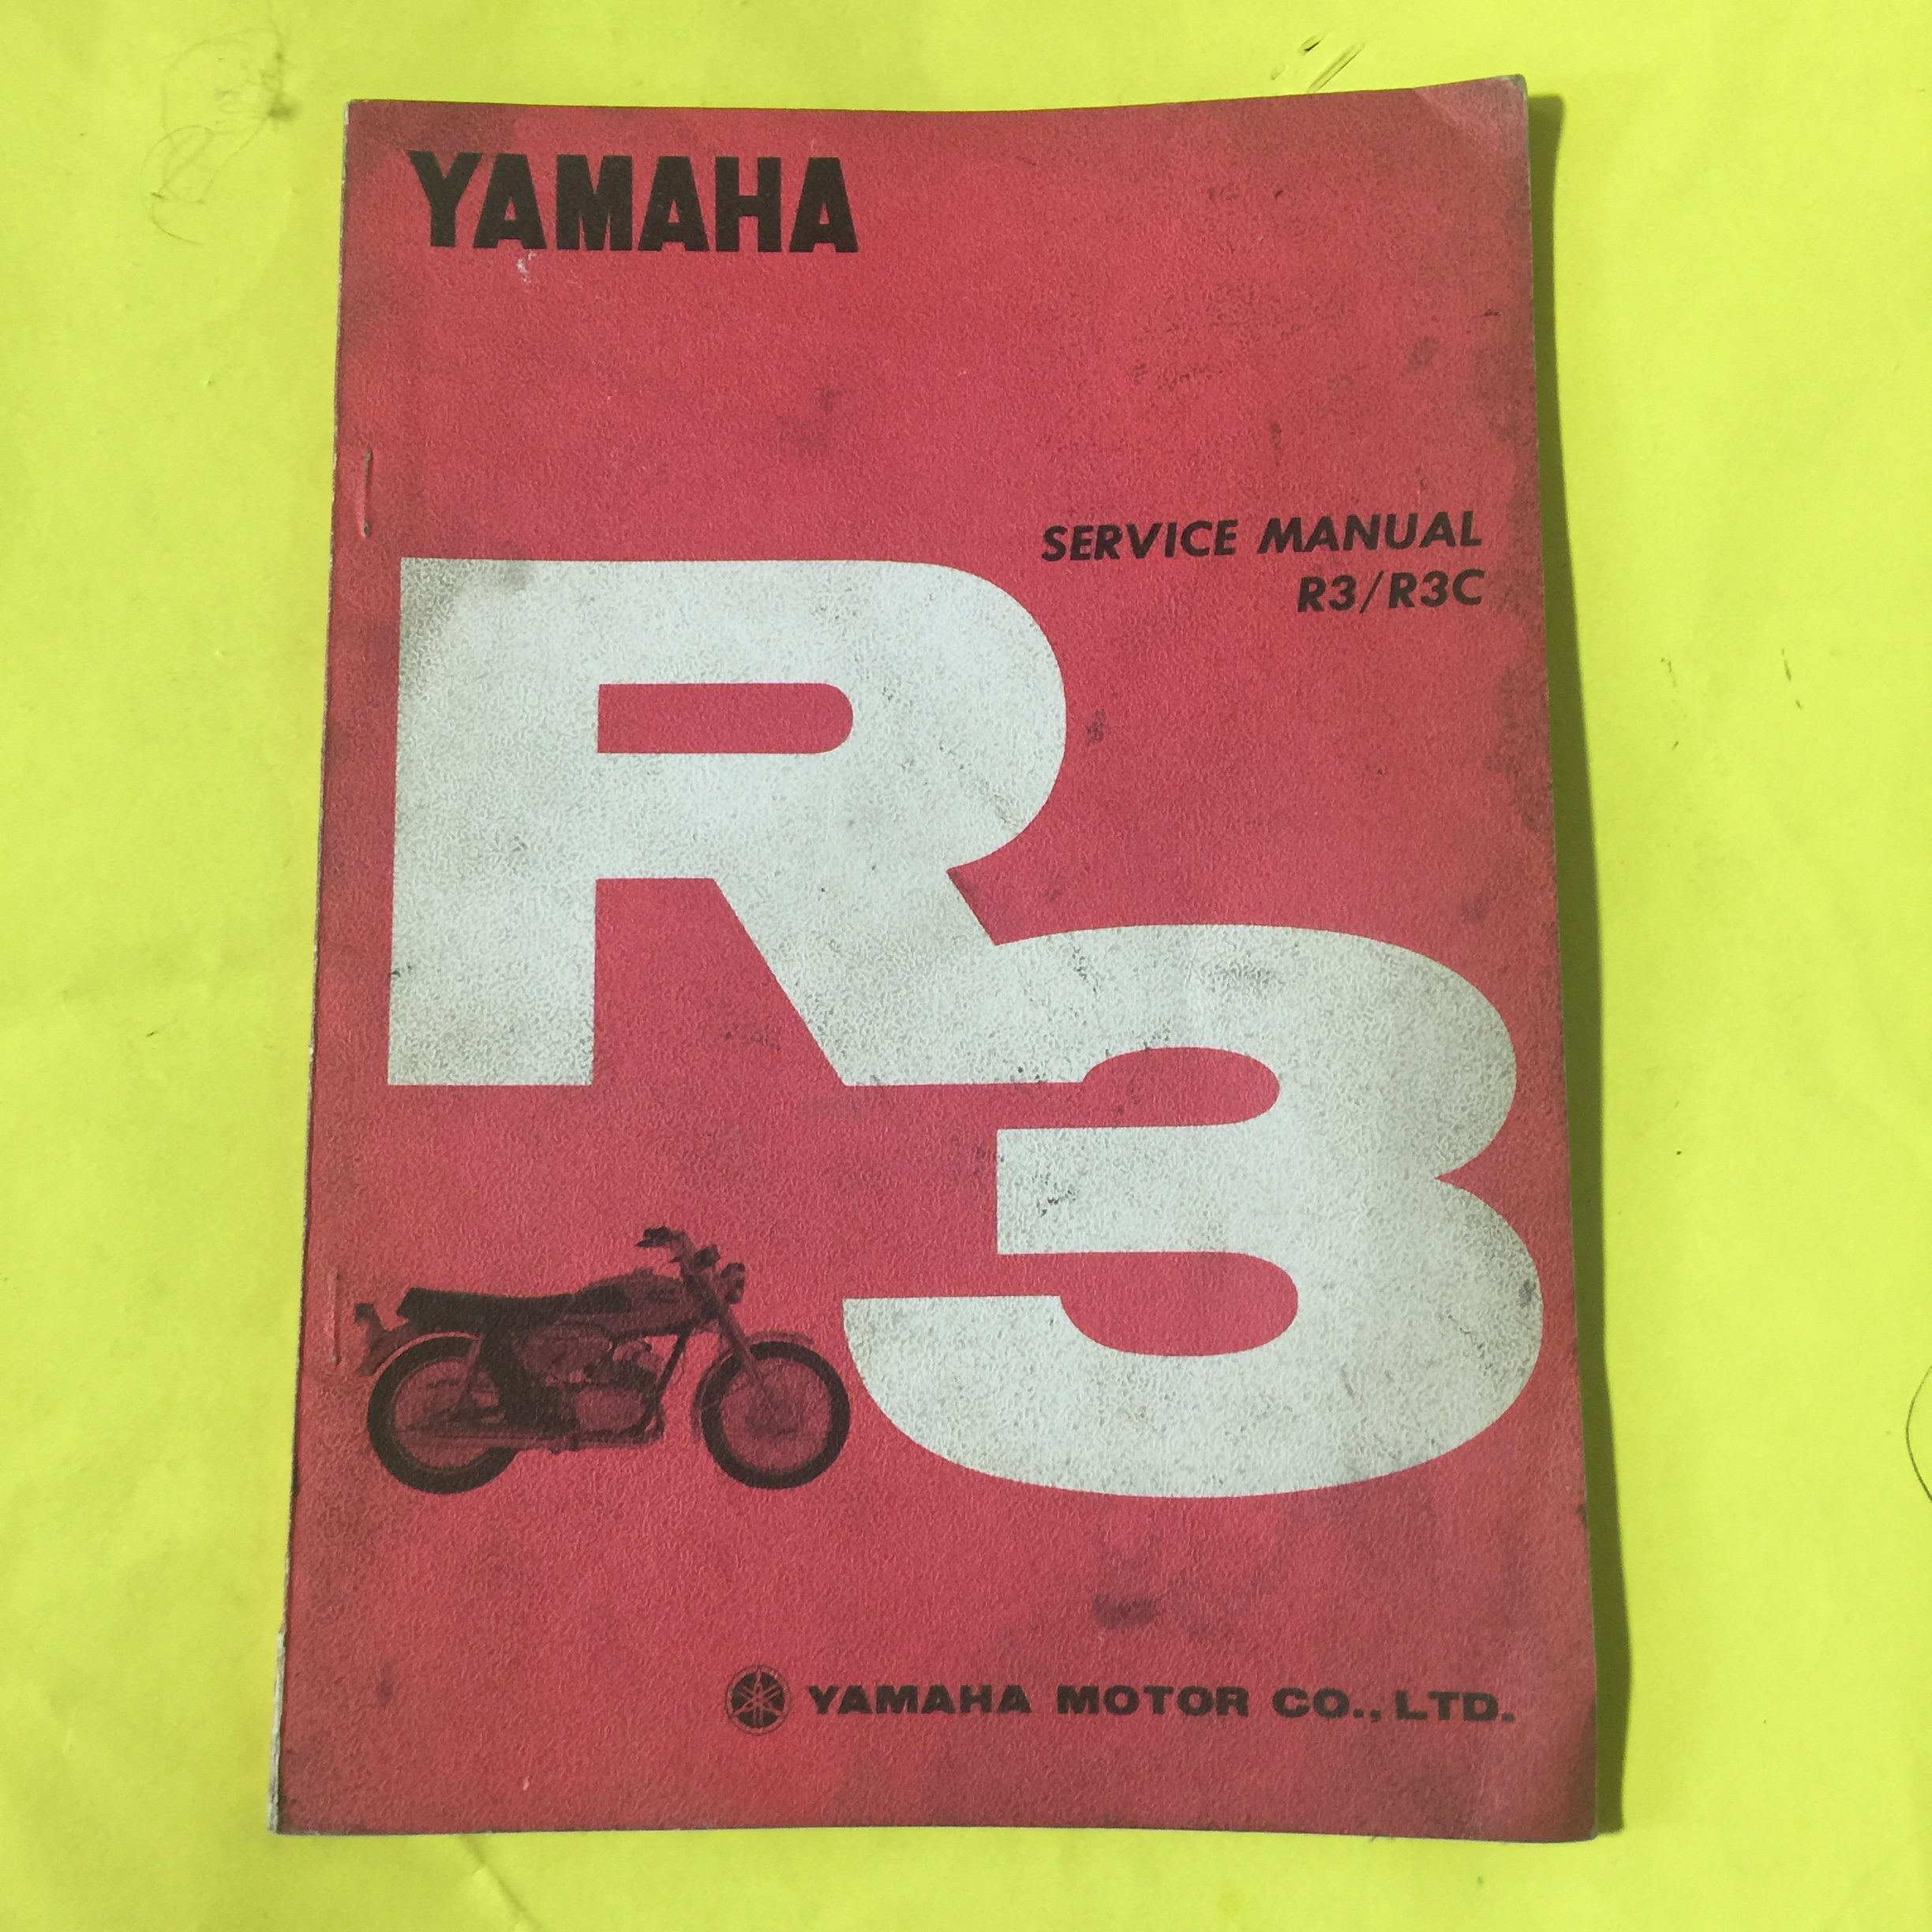 YAMAHA
SERVICE MANUAL
R3/R3C
R3
YAMAHA MOTOR CO., LTD.